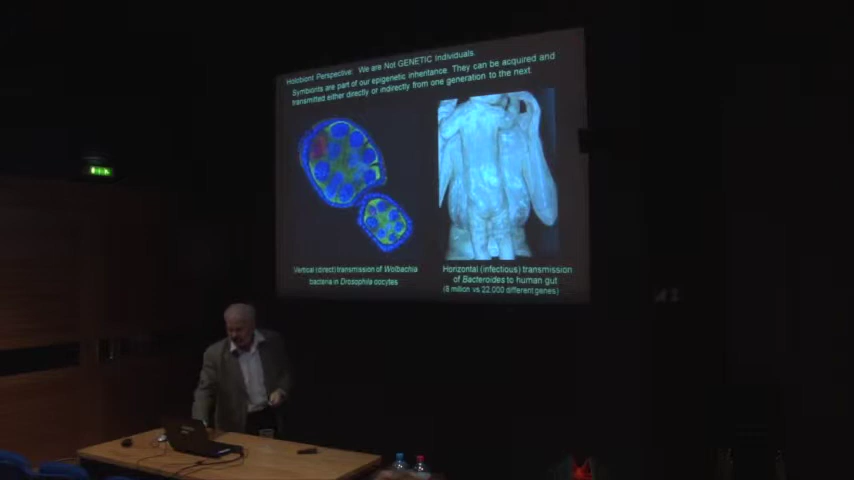 Holobiont Perspective: We are Not GENETIC Individuals.
Symbionts are part of our epigenetic inheritance. They can be acquired and
transmitted either directly or indirectly from one generation to the next.
Vertical (direct) transmission of Wolbachia
bacteria in Drosophila oocytes
Horizontal (infectious) transmission
of Bacteroides to human gut
(8 million vs 22,000 different genes)